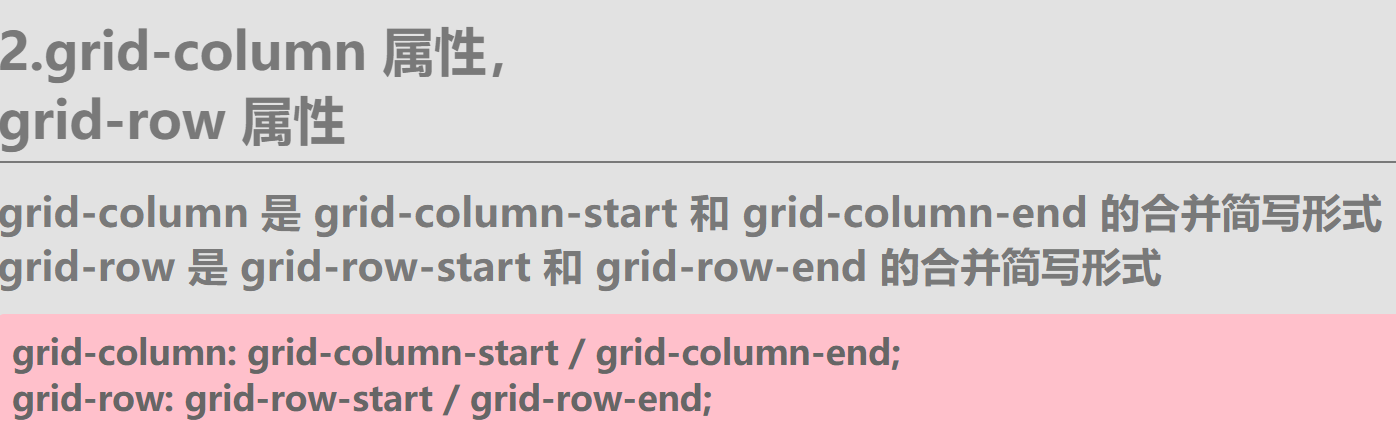 2.grid-column 属性，
grid-row 属性
grid-column 是 grid-column-start 和 grid-column-end 的合并简写形式
grid-row 是 grid-row-start 和 grid-row-end 的合并简写形式
grid-column: grid-column-start / grid-column-end;
grid-row: grid-row-start / grid-row-end;